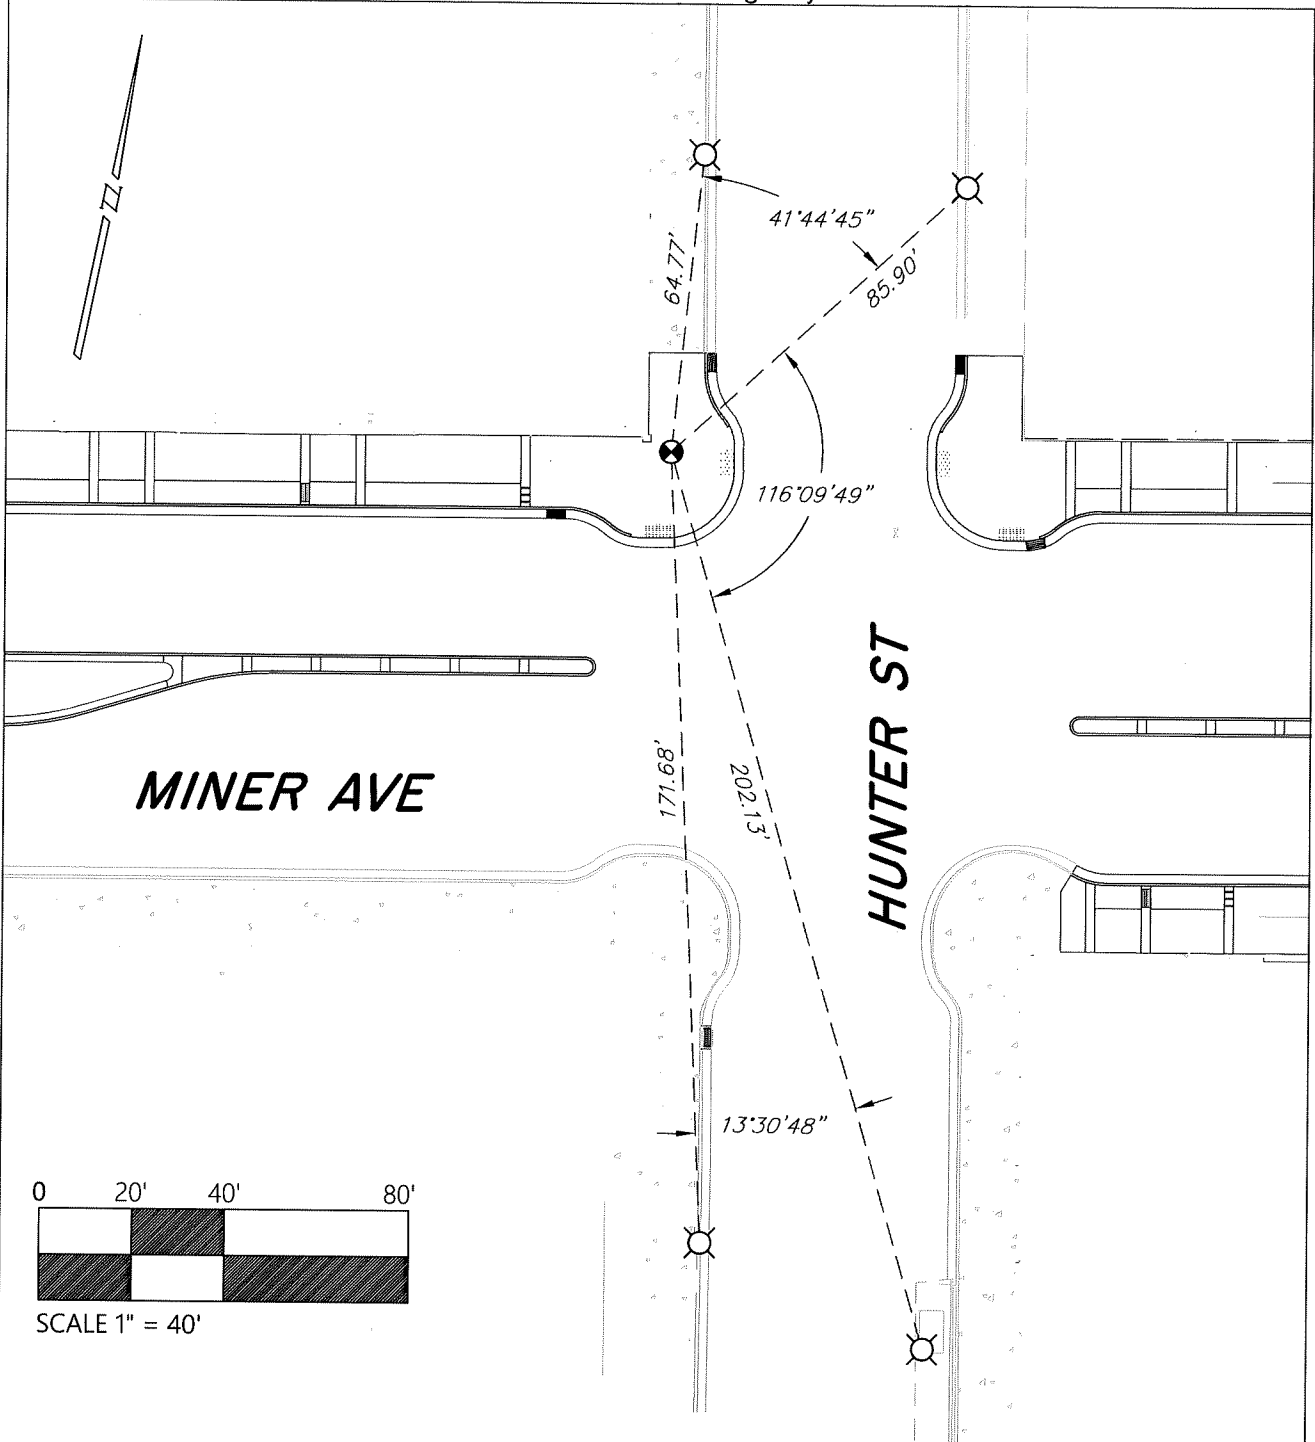 N
41°44'45"
64.77'
85.90'
116°09'49"
HUNTER ST
171.68'
202.13'
MINER AVE
13°30'48"
0 20' 40' 80'
SCALE 1" = 40'